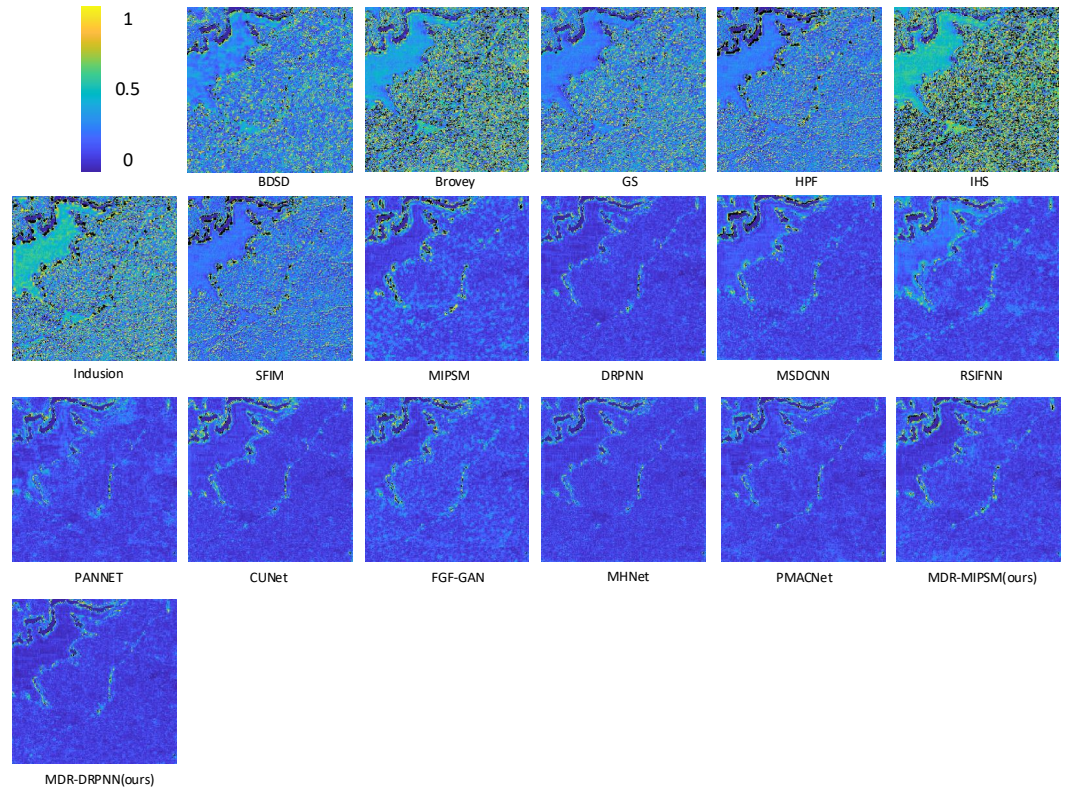 1
0.5
0
BDSD
Brovey
GS
HPF
IHS
Indusion
SFIM
MIPSM
DRPNN
MSDCNN
RSIFNN
PANNET
CUNet
FGF-GAN
MHNet
PMACNet
MDR-MIPSM(ours)
MDR-DRPNN(ours)